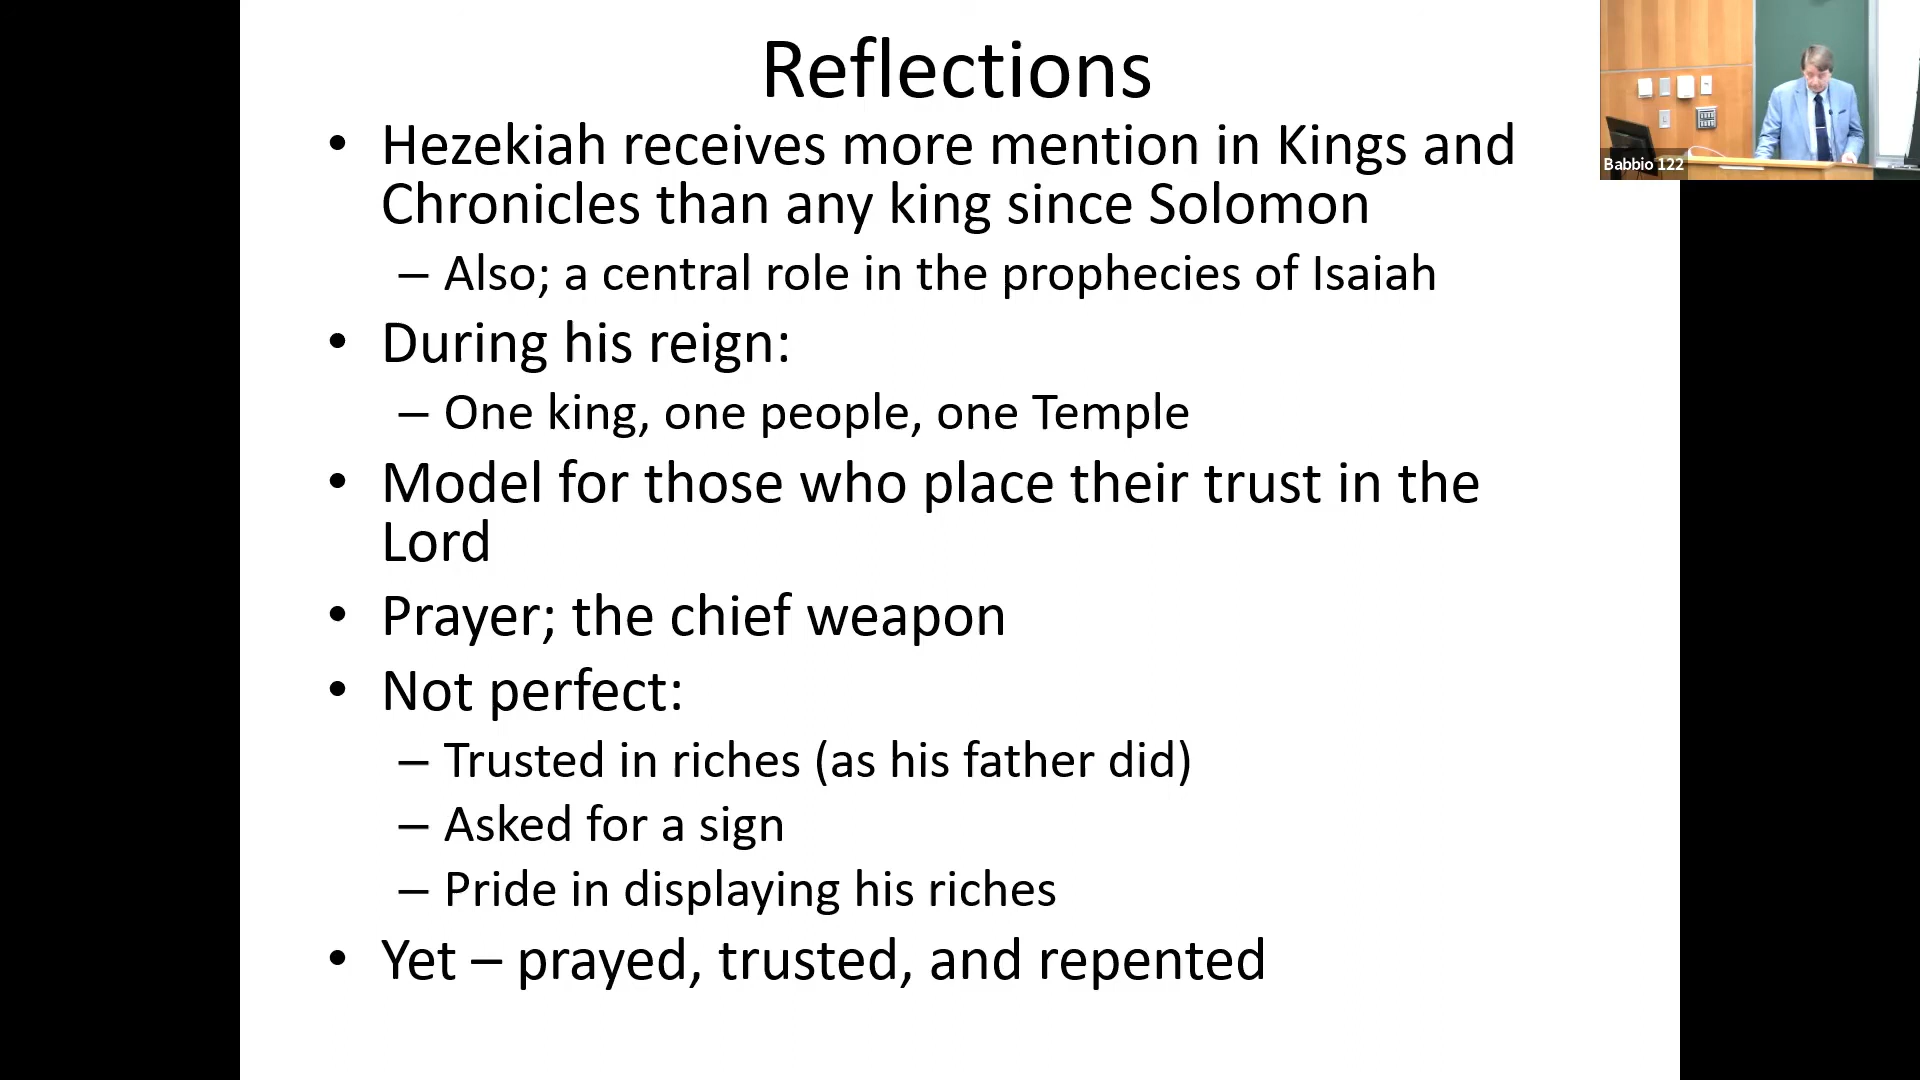 Reflections
• Hezekiah receives more mention in Kings and
Chronicles than any king since Solomon
– Also; a central role in the prophecies of Isaiah
• During his reign:
– One king, one people, one Temple
• Model for those who place their trust in the
Lord
• Prayer; the chief weapon
• Not perfect:
– Trusted in riches (as his father did)
– Asked for a sign
– Pride in displaying his riches
• Yet – prayed, trusted, and repented
Babbio 122